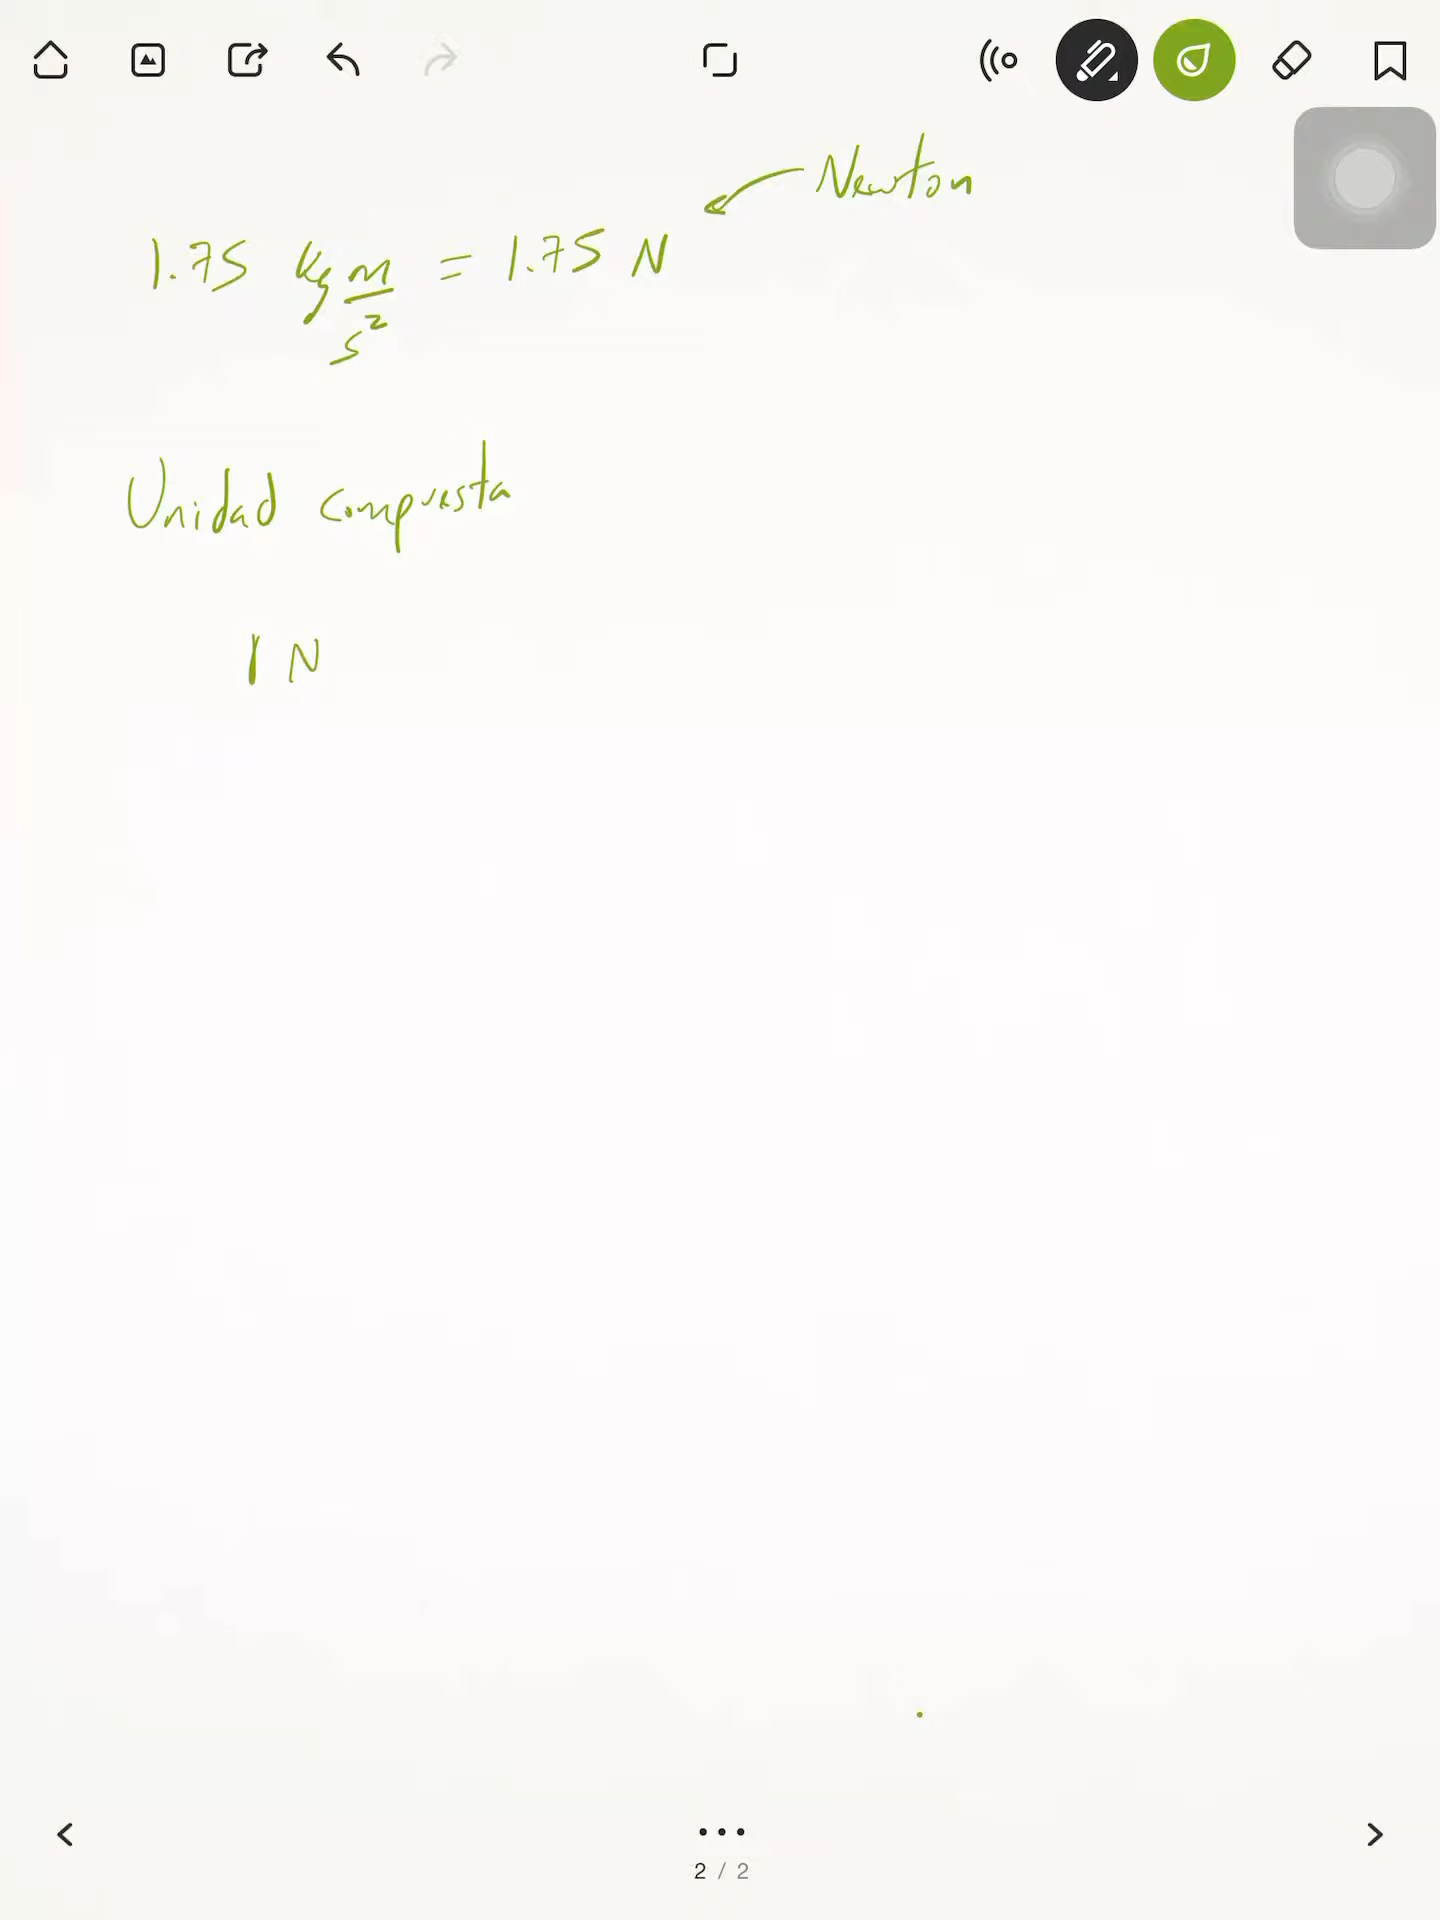 Newton
1.75 kg m/s² = 1.75 N
Unidad compuesta
1 N
2 / 2